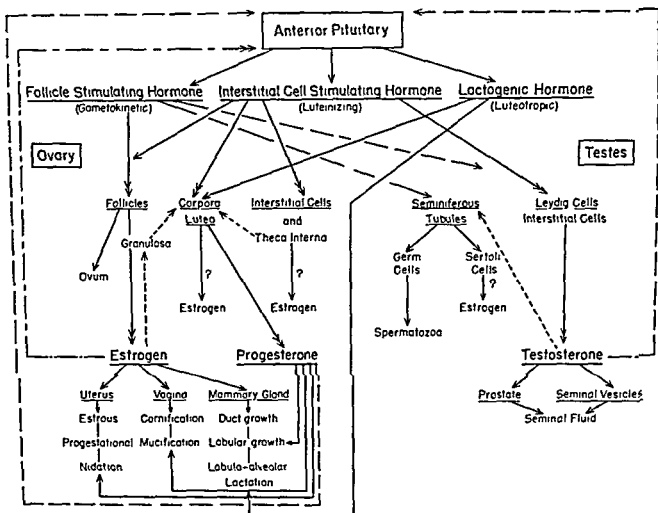 Anterior Pituitary
Follicle Stimulating Hormone
(Gametokinetic)
Interstitial Cell Stimulating Hormone
(Luteinizing)
Lactogenic Hormone
(Luteotropic)
Ovary
Testes
Follicles
Corpora
Lutea
Interstitial Cells
and
Theca Interna
Seminiferous
Tubules
Leydig Cells
Interstitial Cells
Granulosa
Ovum
?
Estrogen
?
Estrogen
Germ
Cells
Sertoli
Cells
?
Estrogen
Spermatozoa
Estrogen
Progesterone
Testosterone
Uterus
Vagina
Mammary Gland
Prostate
Seminal Vesicles
Estrous
Cornification
Duct growth
Seminal Fluid
Progestational
Mucification
Lobular growth
Nidation
Lobulo-alveolar
Lactation
?